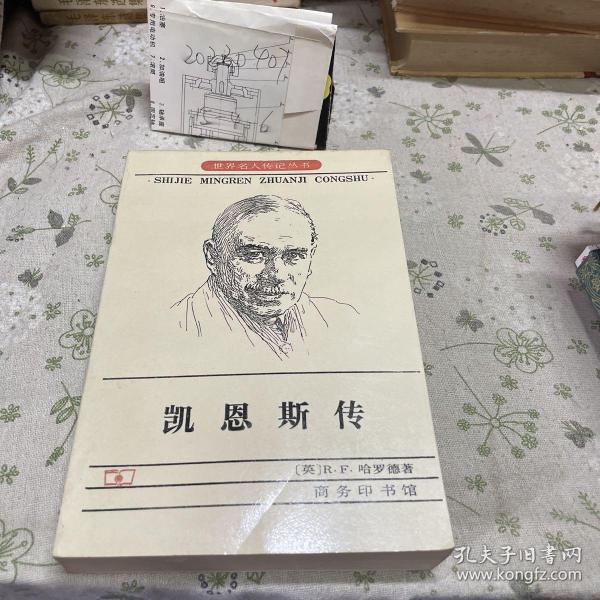 20222040
世界名人传记丛书
· SHIJIE MINGREN ZHUANJI CONGSHU ·
凯恩斯传
〔英〕R·F·哈罗德著
商务印书馆
孔夫子旧书网
www.kongfz.com